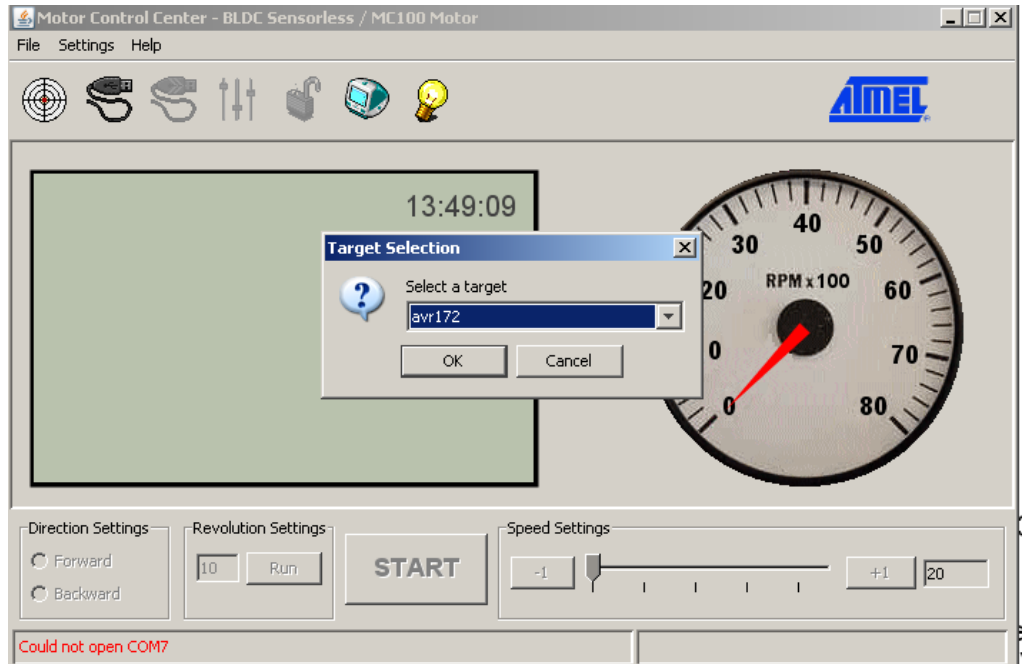 Motor Control Center - BLDC Sensorless / MC100 Motor
File Settings Help
ATMEL
13:49:09
Target Selection
Select a target
avr172
OK Cancel
40
30 50
RPM x100
20 60
0 70
0 80
Direction Settings Revolution Settings Speed Settings
Forward 10 Run START -1 +1 20
Backward
Could not open COM7